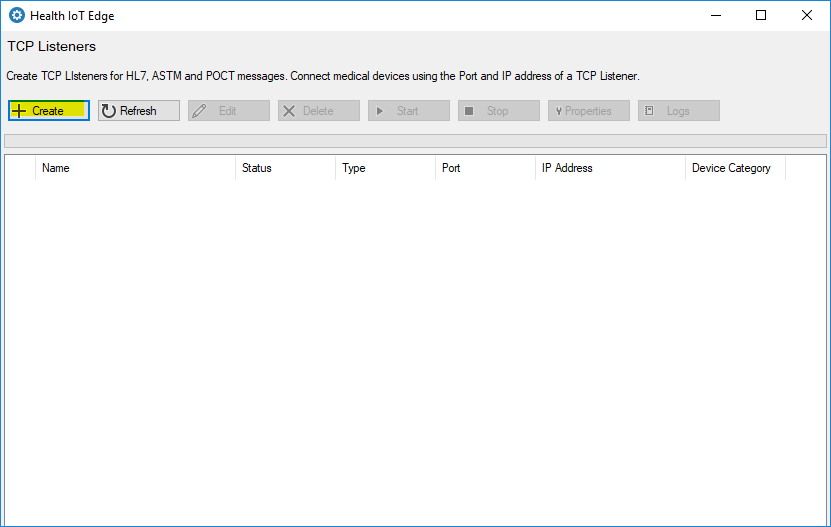 Health IoT Edge
TCP Listeners
Create TCP LIsteners for HL7, ASTM and POCT messages. Connect medical devices using the Port and IP address of a TCP Listener.
Create Refresh Edit Delete Start Stop Properties Logs
Name Status Type Port IP Address Device Category